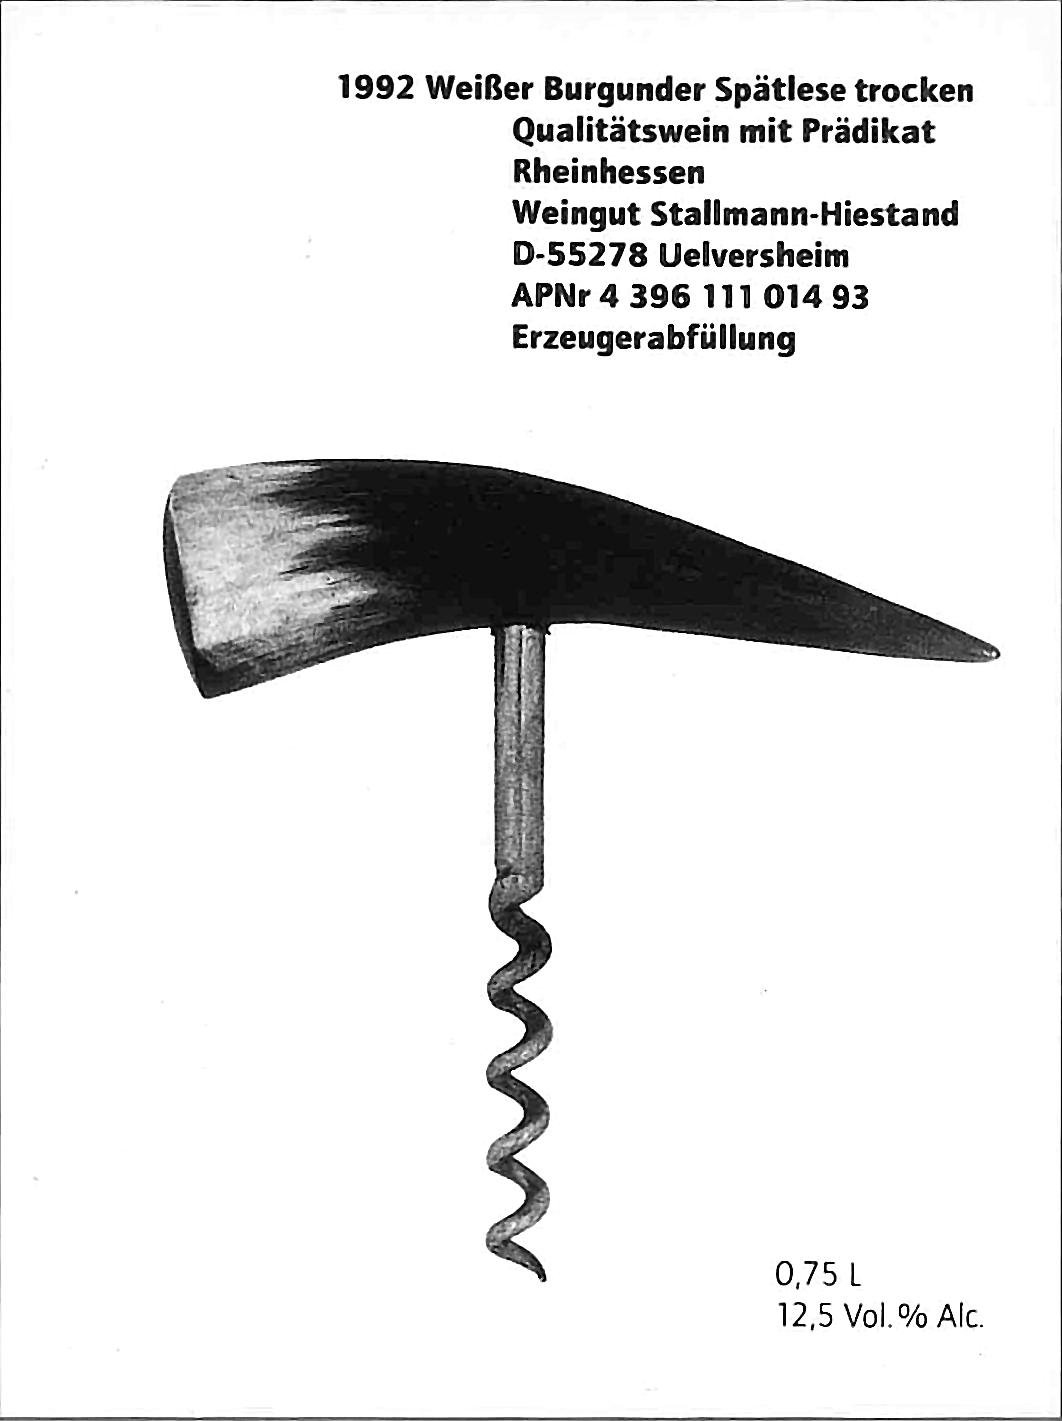 1992 Weißer Burgunder Spätlese trocken
Qualitätswein mit Prädikat
Rheinhessen
Weingut Stallmann-Hiestand
D-55278 Uelversheim
APNr 4 396 111 014 93
Erzeugerabfüllung
0,75 L
12,5 Vol.% Alc.